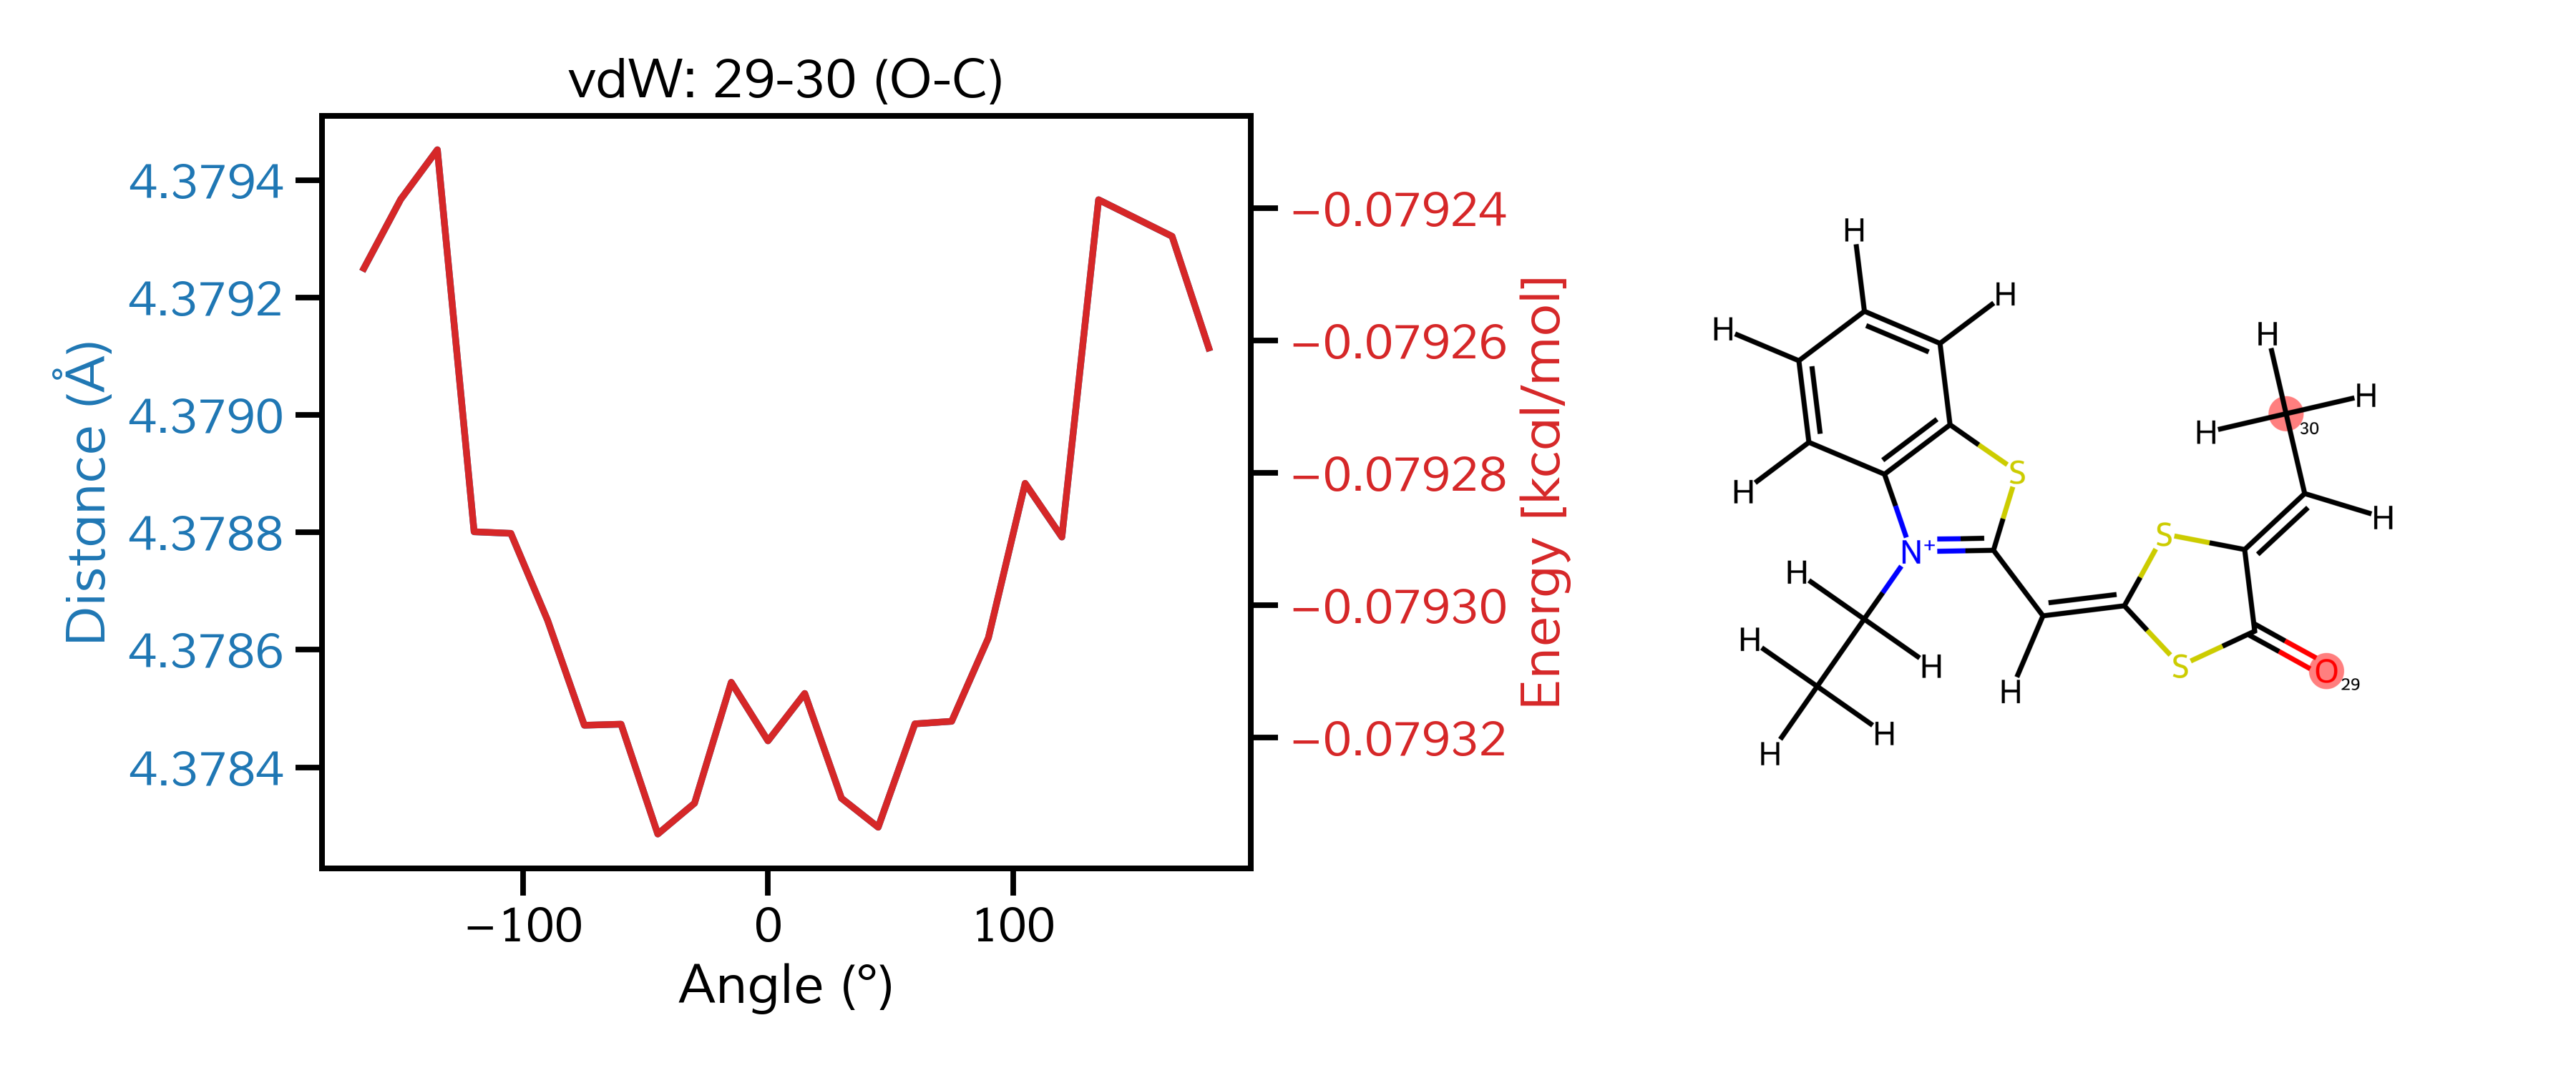 vdW: 29-30 (O-C)
Distance (Å)
4.3794
4.3792
4.3790
4.3788
4.3786
4.3784
−0.07924
−0.07926
−0.07928
−0.07930
−0.07932
Energy [kcal/mol]
−100
0
100
Angle (°)
H
H
H
H
H
H
H
30
S
H
H
S
N+
H
H
H
S
O
29
H
H
H